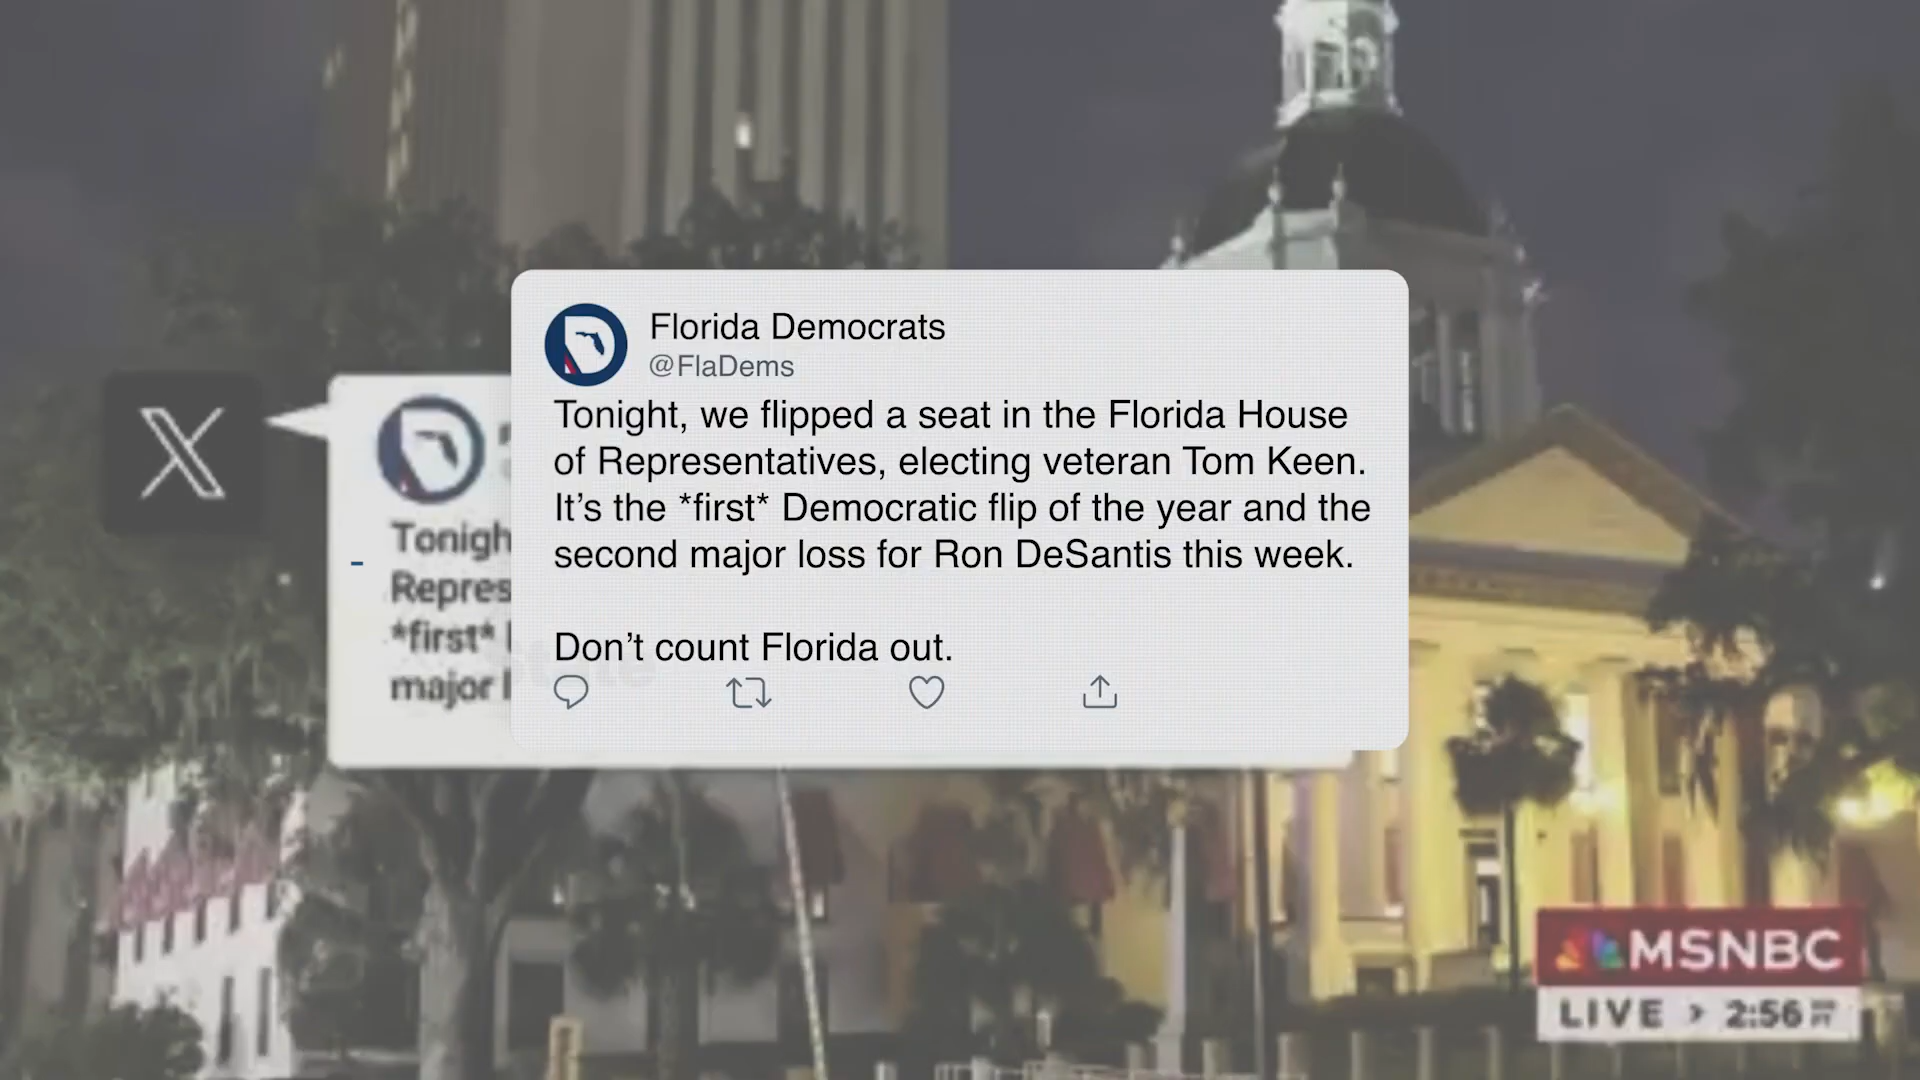 Florida Democrats
@FlaDems
Tonight, we flipped a seat in the Florida House
of Representatives, electing veteran Tom Keen.
It's the *first* Democratic flip of the year and the
second major loss for Ron DeSantis this week.
Don't count Florida out.
Tonigh
Repres
*first*
major
MSNBC
LIVE > 2:56